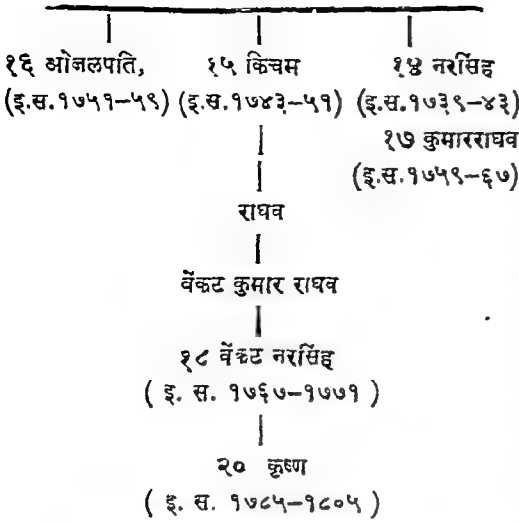 १६ ओजलपति, १५ किचम १४ नरसिंह
(इ.स.१७५१–५९) (इ.स.१७४३–५१) (इ.स.१७३९–४३)
१७ कुमारराघव
(इ.स.१७५९–६७)
राघव
वेंकट कुमार राघव
१८ वेंकट नरसिंह
( इ. स. १७६७–१७७१ )
२० कृष्ण
( इ. स. १७८५–१८०५ )